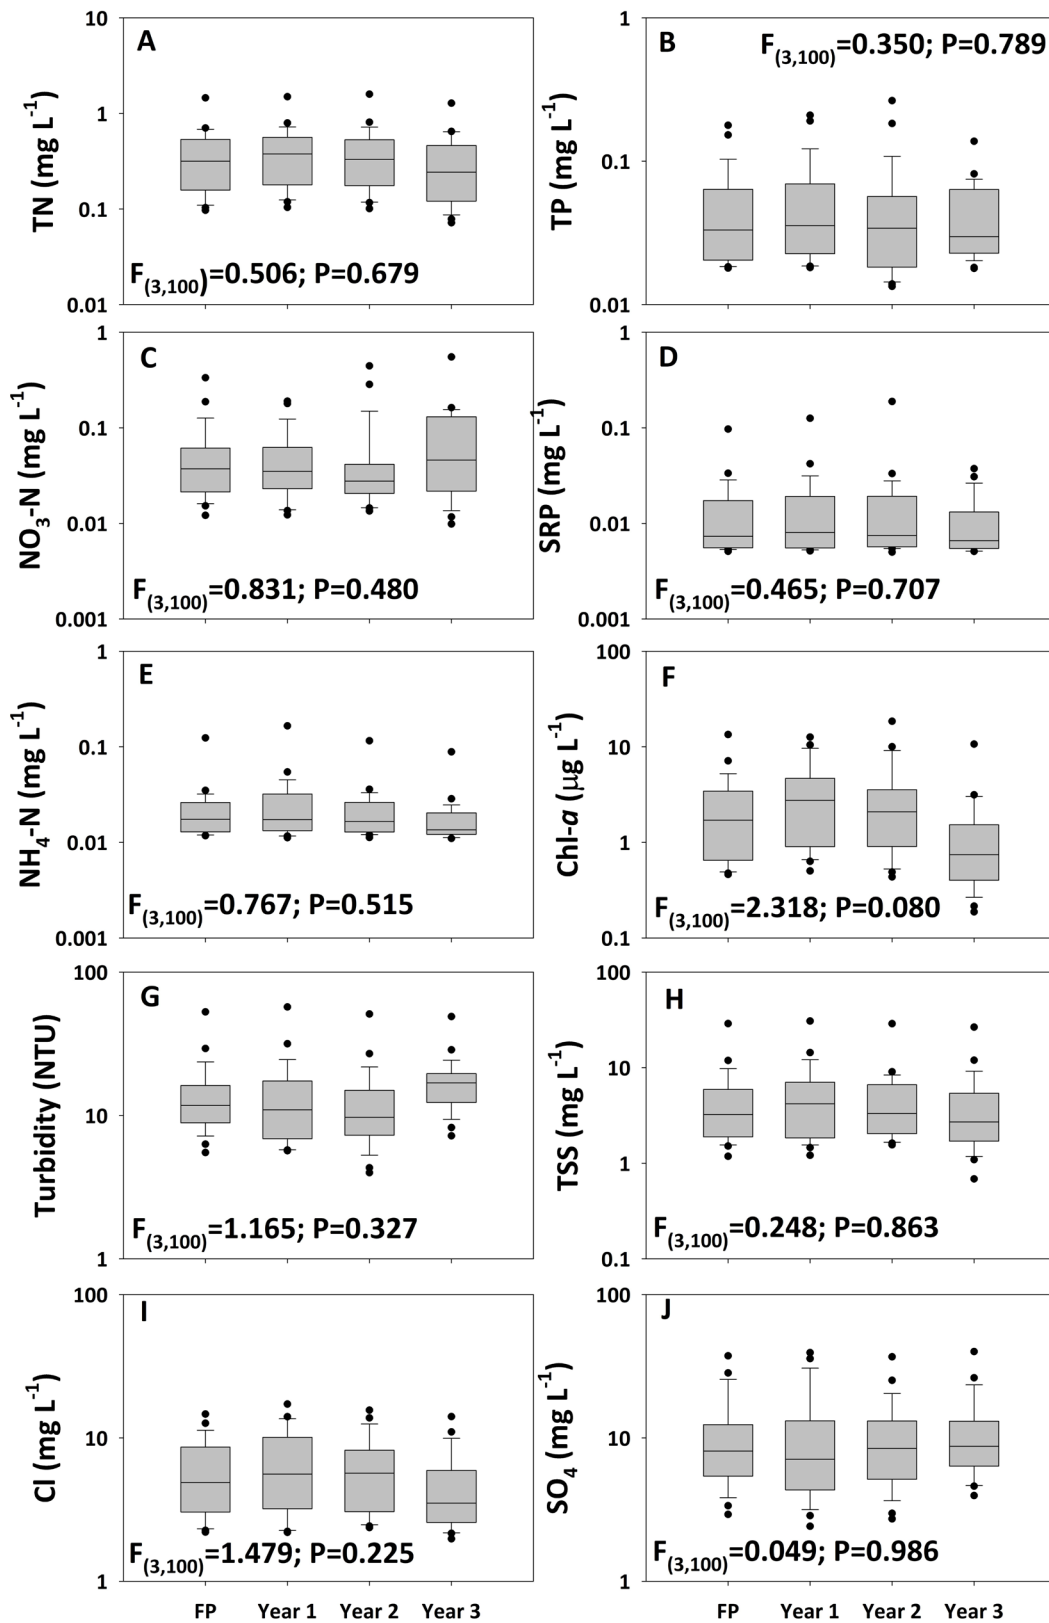 A
TN (mg L-1)
10
1
0.1
0.01
F(3,100)=0.506; P=0.679
B
TP (mg L-1)
1
0.1
0.01
F(3,100)=0.350; P=0.789
C
NO3-N (mg L-1)
1
0.1
0.01
0.001
F(3,100)=0.831; P=0.480
D
SRP (mg L-1)
1
0.1
0.01
0.001
F(3,100)=0.465; P=0.707
E
NH4-N (mg L-1)
1
0.1
0.01
0.001
F(3,100)=0.767; P=0.515
F
Chl-a (µg L-1)
100
10
1
0.1
F(3,100)=2.318; P=0.080
G
Turbidity (NTU)
100
10
1
F(3,100)=1.165; P=0.327
H
TSS (mg L-1)
100
10
1
0.1
F(3,100)=0.248; P=0.863
I
Cl (mg L-1)
100
10
1
F(3,100)=1.479; P=0.225
FP Year 1 Year 2 Year 3
J
SO4 (mg L-1)
100
10
1
F(3,100)=0.049; P=0.986
FP Year 1 Year 2 Year 3